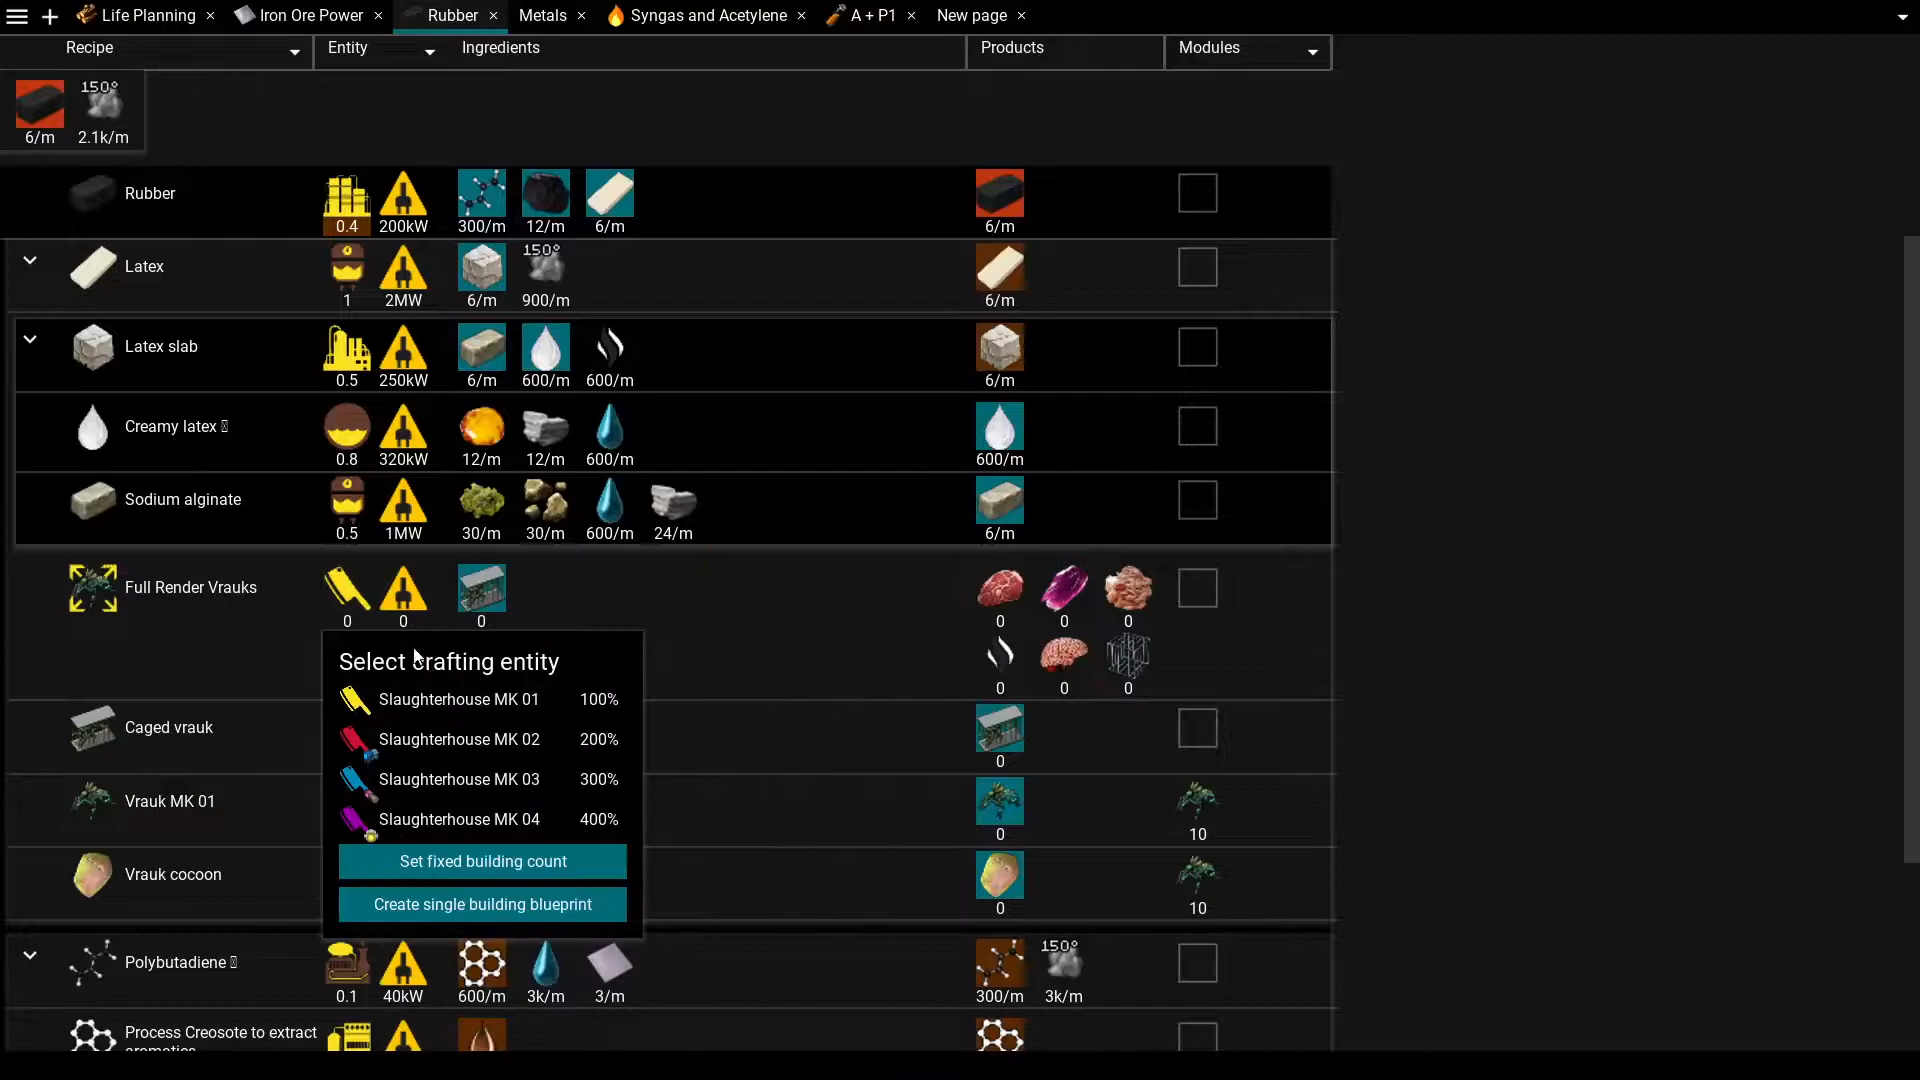 Life Planning × Iron Ore Power × Rubber × Metals × Syngas and Acetylene × A + P1 × New page ×
Recipe Entity Ingredients Products Modules
150°
6/m 2.1k/m
Rubber
0.4 200kW 300/m 12/m 6/m 6/m
Latex 150°
1 2MW 6/m 900/m 6/m
Latex slab
0.5 250kW 6/m 600/m 600/m 6/m
Creamy latex
0.8 320kW 12/m 12/m 600/m 600/m
Sodium alginate
0.5 1MW 30/m 30/m 600/m 24/m 6/m
Full Render Vrauks
0 0 0 0 0 0
0 0 0
Select crafting entity
Slaughterhouse MK 01 100%
Slaughterhouse MK 02 200%
Slaughterhouse MK 03 300%
Slaughterhouse MK 04 400%
Set fixed building count
Create single building blueprint
Caged vrauk
0
Vrauk MK 01
0 10
Vrauk cocoon
0 10
Polybutadiene 150°
0.1 40kW 600/m 3k/m 3/m 300/m 3k/m
Process Creosote to extract
aromatics